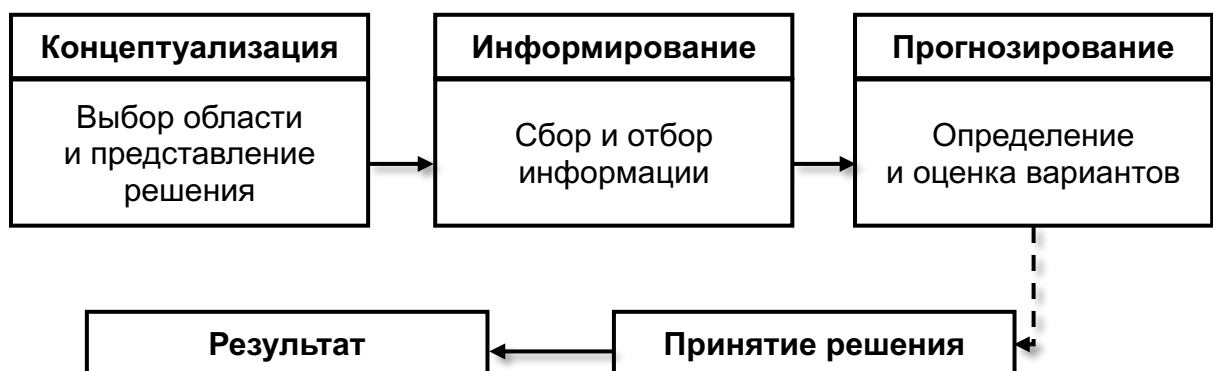 Концептуализация
Выбор области
и представление
решения
Информирование
Сбор и отбор
информации
Прогнозирование
Определение
и оценка вариантов
Результат
Принятие решения